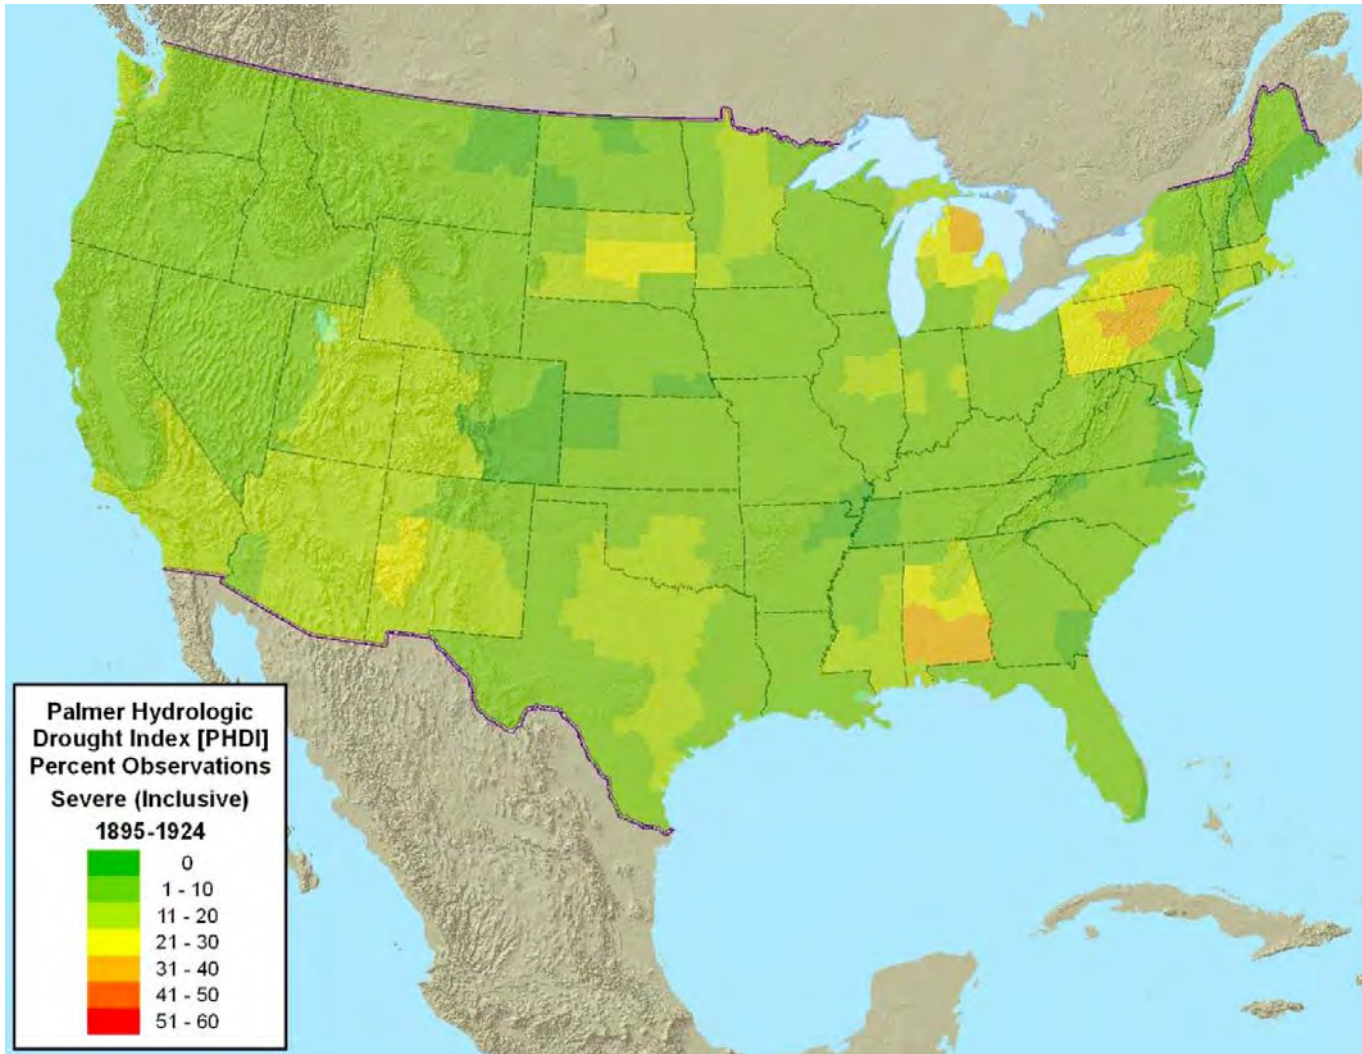 Palmer Hydrologic
Drought Index [PHDI]
Percent Observations
Severe (Inclusive)
1895-1924
0
1 - 10
11 - 20
21 - 30
31 - 40
41 - 50
51 - 60